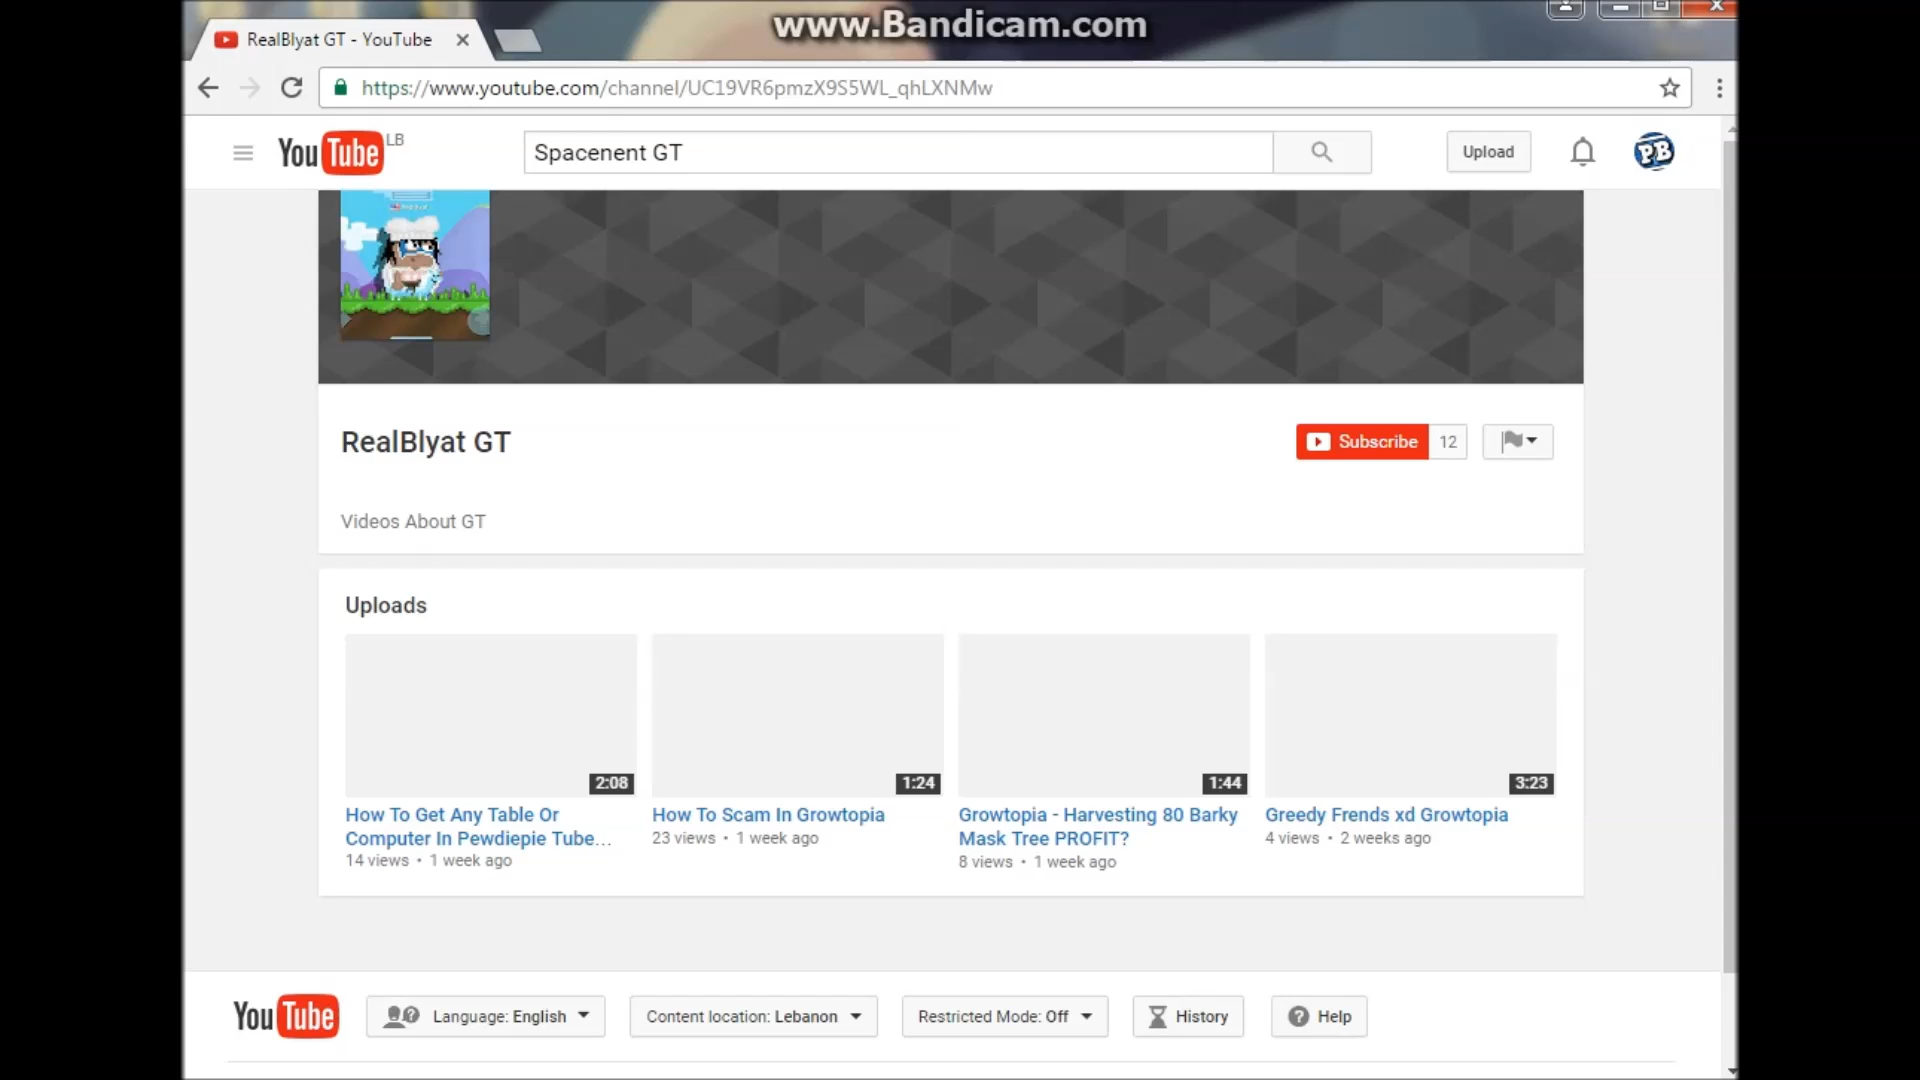 www.Bandicam.com
RealBlyat GT - YouTube
https://www.youtube.com/channel/UC19VR6pmzX9S5WL_qhLXNMw
YouTube LB
Spacenent GT
Upload
PB
RealBlyat GT
Subscribe 12
Videos About GT
Uploads
2:08
1:24
1:44
3:23
How To Get Any Table Or
Computer In Pewdiepie Tube...
14 views • 1 week ago
How To Scam In Growtopia
23 views • 1 week ago
Growtopia - Harvesting 80 Barky
Mask Tree PROFIT?
8 views • 1 week ago
Greedy Frends xd Growtopia
4 views • 2 weeks ago
YouTube
Language: English
Content location: Lebanon
Restricted Mode: Off
History
Help